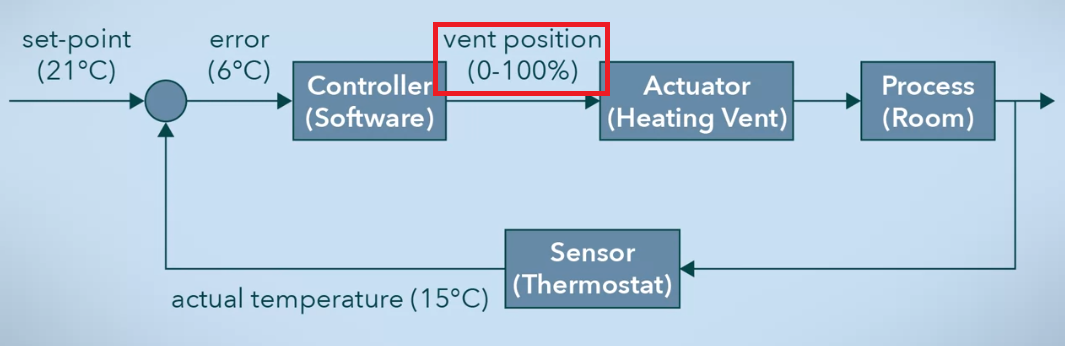 set-point
(21°C)
error
(6°C)
vent position
(0-100%)
Controller
(Software)
Actuator
(Heating Vent)
Process
(Room)
Sensor
(Thermostat)
actual temperature (15°C)